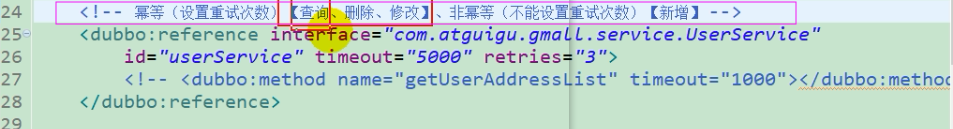 24 <!-- 幂等（设置重试次数）【查询、删除、修改】、非幂等（不能设置重试次数）【新增】 -->
25 <dubbo:reference interface="com.atguigu.gmall.service.UserService"
26 id="userService" timeout="5000" retries="3">
27 <!-- <dubbo:method name="getUserAddressList" timeout="1000"></dubbo:method
28 </dubbo:reference>
29